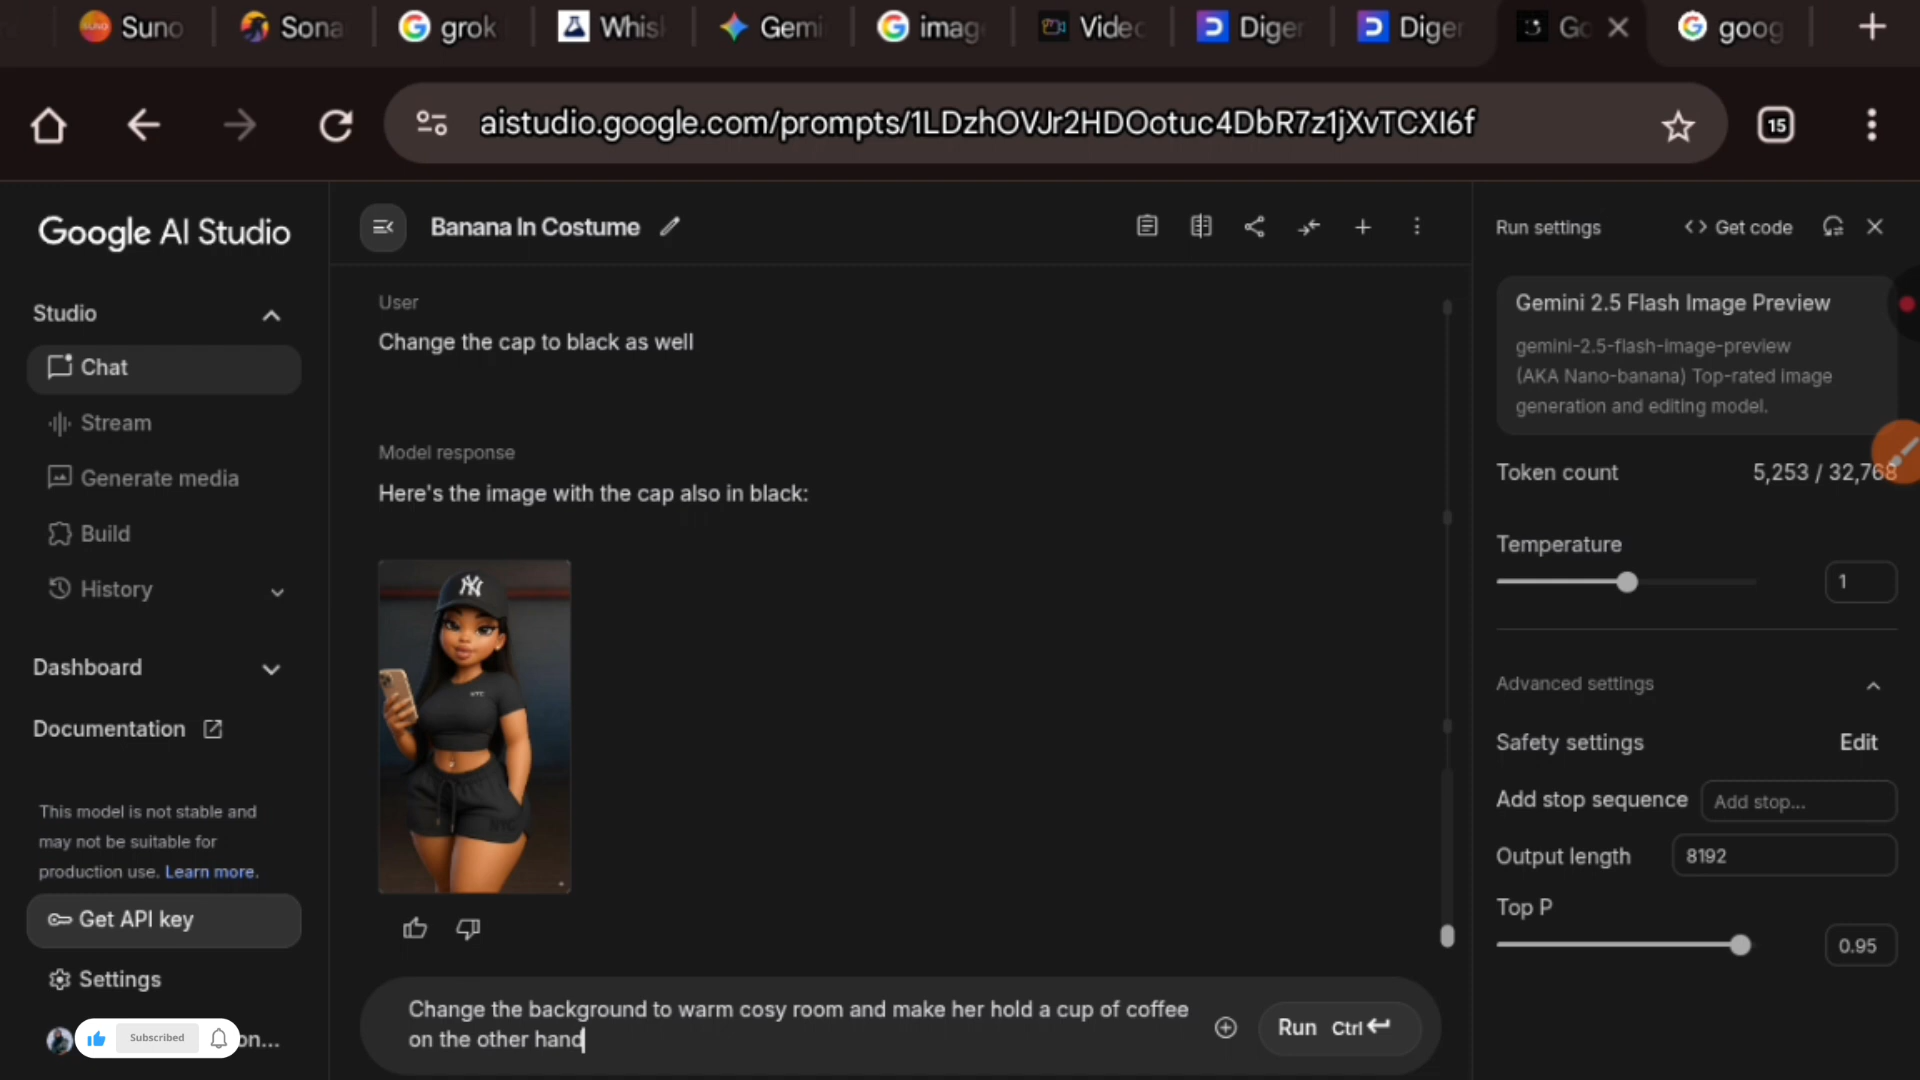 Suno
Sona
grok
Whisk
Gemi
imag
Video
Diger
Diger
Go
goog
aistudio.google.com/prompts/1LDzhOVJr2HDOotuc4DbR7z1jXvTCXI6f
15
Google AI Studio
Banana In Costume
Run settings
<> Get code
Studio
Chat
Stream
Generate media
Build
History
Dashboard
Documentation
This model is not stable and
may not be suitable for
production use. Learn more.
Get API key
Settings
Subscribed
on...
User
Change the cap to black as well
Model response
Here's the image with the cap also in black:
NY
Change the background to warm cosy room and make her hold a cup of coffee
on the other hand
Run Ctrl
Gemini 2.5 Flash Image Preview
gemini-2.5-flash-image-preview
(AKA Nano-banana) Top-rated image
generation and editing model.
Token count 5,253 / 32,768
Temperature
1
Advanced settings
Safety settings Edit
Add stop sequence Add stop...
Output length 8192
Top P
0.95